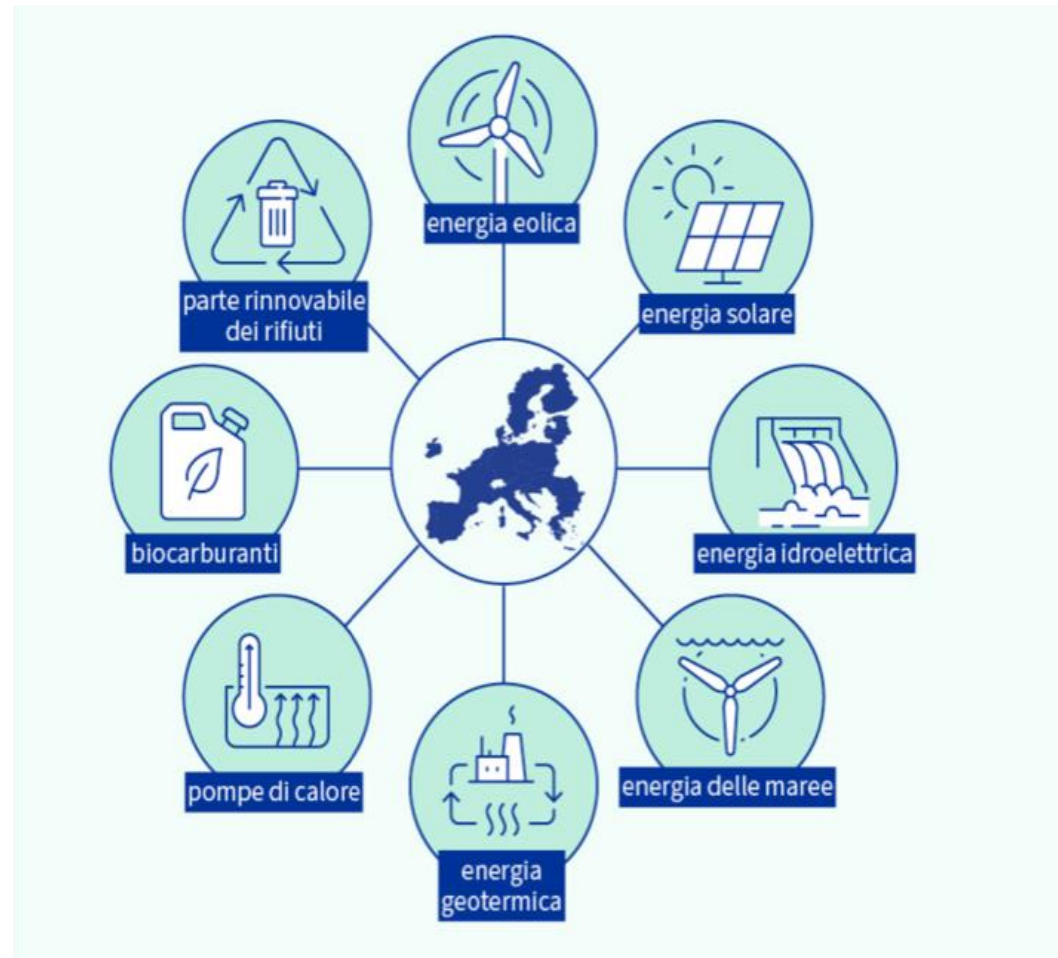 energia eolica
energia solare
energia idroelettrica
energia delle maree
energia
geotermica
pompe di calore
biocarburanti
parte rinnovabile
dei rifiuti